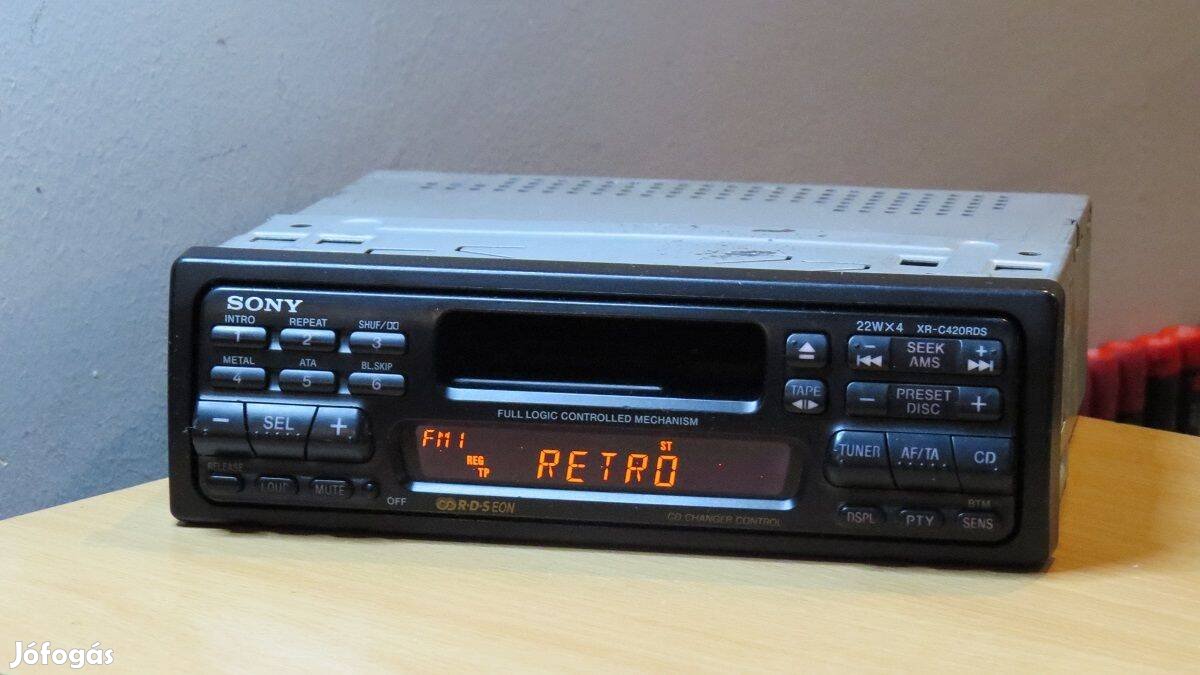 SONY
22W×4 XR-C420RDS
INTRO REPEAT SHUF/
1 2 3
SEEK
AMS
− +
METAL ATA BL.SKIP
4 5 6
TAPE
PRESET
DISC
− +
− SEL +
FULL LOGIC CONTROLLED MECHANISM
FM1
ST
REG
TP
RETRO
TUNER AF/TA CD
RELEASE
LOUD MUTE
OFF
R·D·S EON
CD CHANGER CONTROL
BTM
DSPL PTY SENS
Jófogás